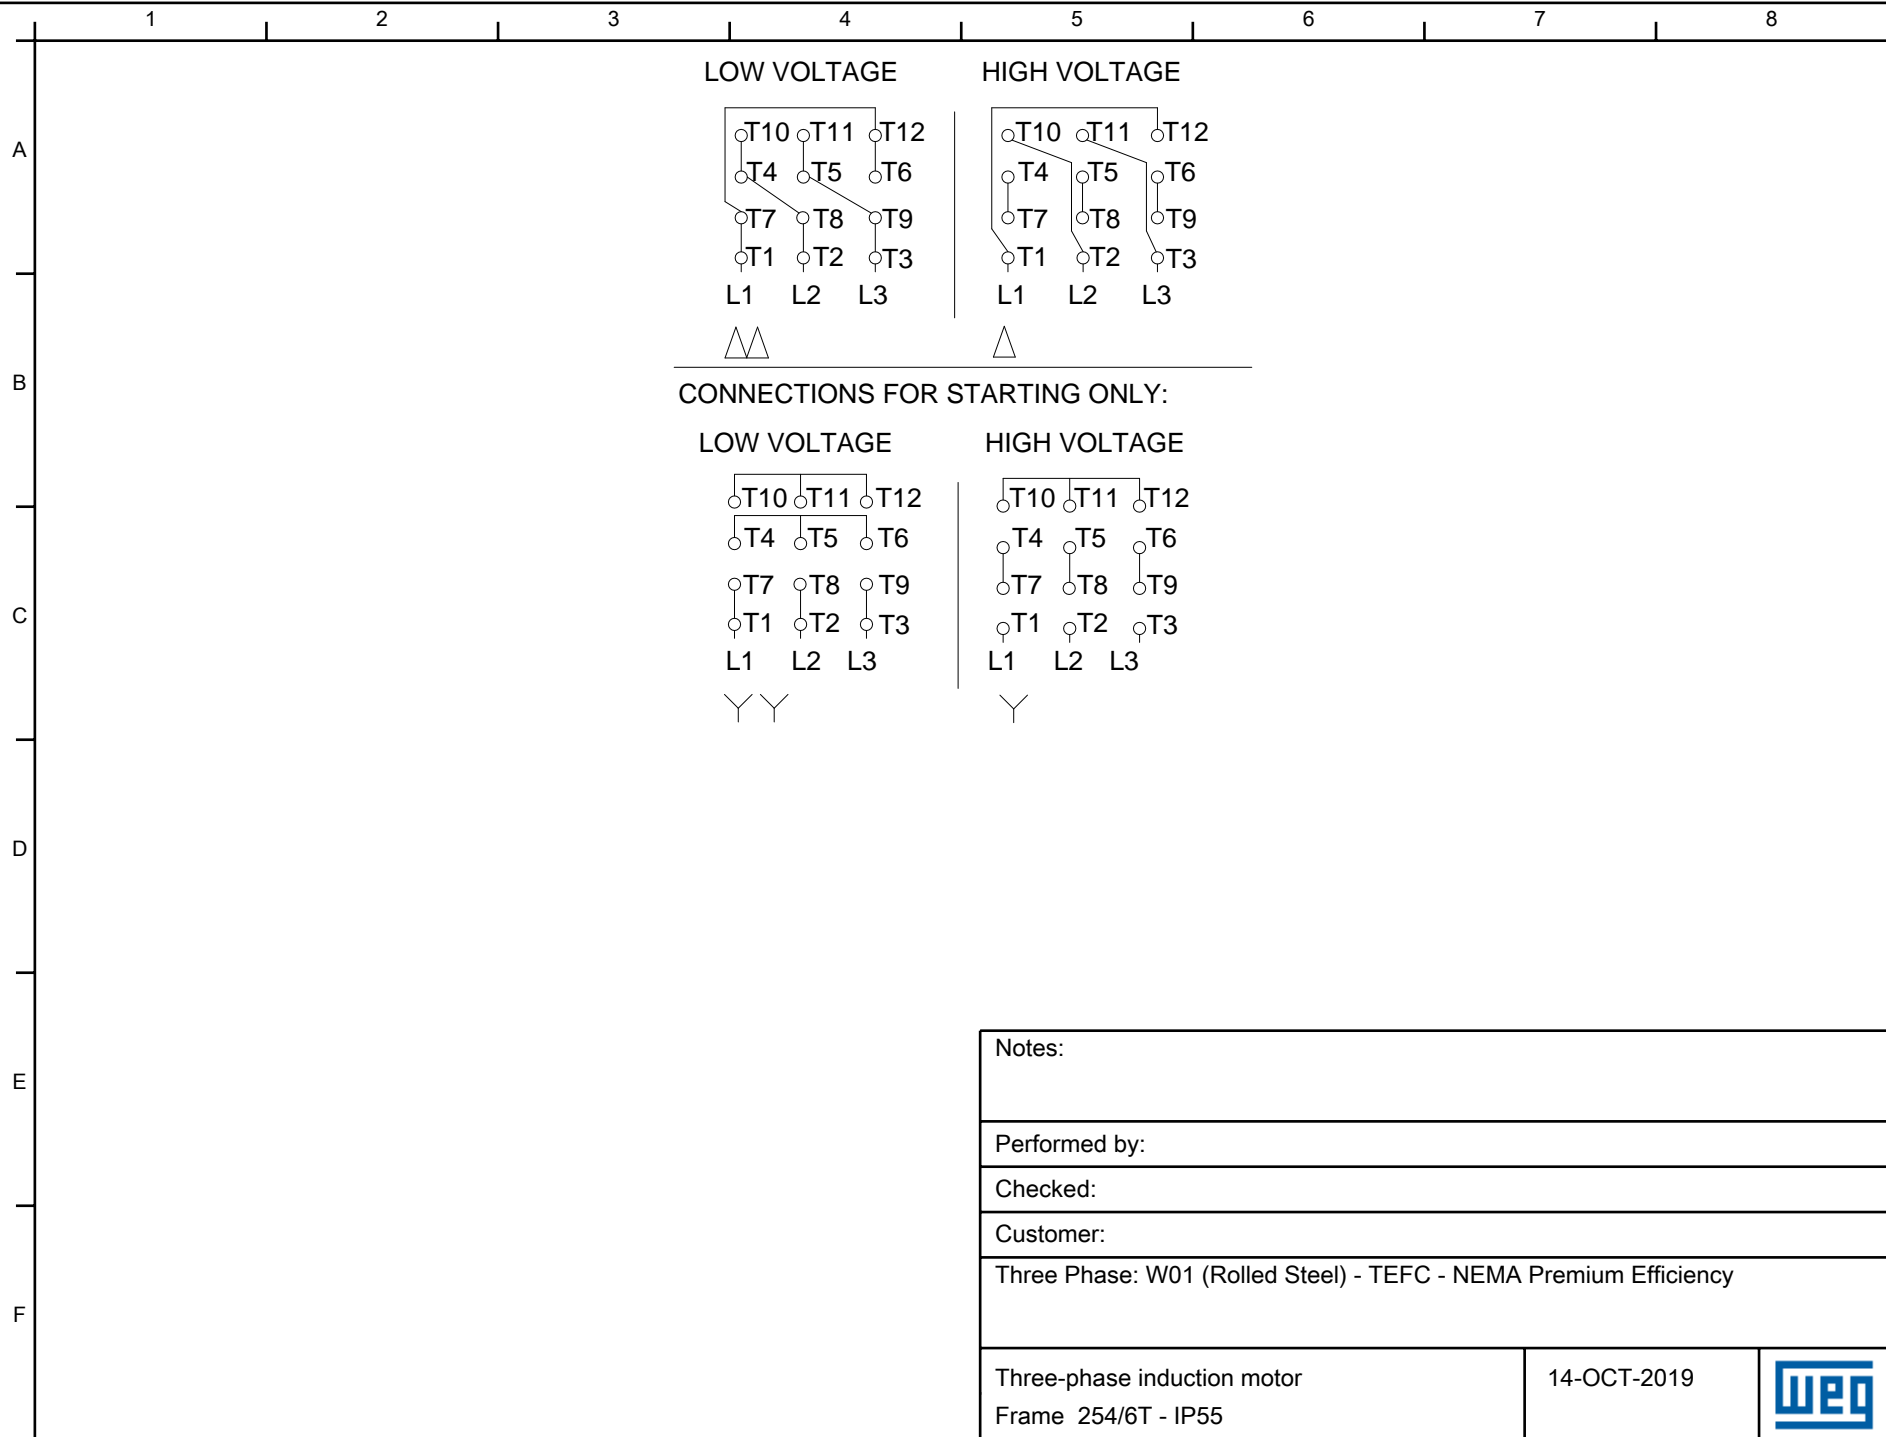 1 2 3 4 5 6 7 8
A
B
C
D
E
F
LOW VOLTAGE
T10 T11 T12
T4 T5 T6
T7 T8 T9
T1 T2 T3
L1 L2 L3
HIGH VOLTAGE
T10 T11 T12
T4 T5 T6
T7 T8 T9
T1 T2 T3
L1 L2 L3
CONNECTIONS FOR STARTING ONLY:
LOW VOLTAGE
T10 T11 T12
T4 T5 T6
T7 T8 T9
T1 T2 T3
L1 L2 L3
HIGH VOLTAGE
T10 T11 T12
T4 T5 T6
T7 T8 T9
T1 T2 T3
L1 L2 L3
Notes:
Performed by:
Checked:
Customer:
Three Phase: W01 (Rolled Steel) - TEFC - NEMA Premium Efficiency
Three-phase induction motor
Frame 254/6T - IP55
14-OCT-2019
weg